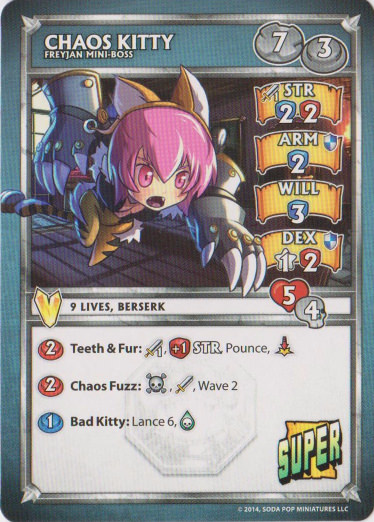 CHAOS KITTY
FREYJAN MINI-BOSS
7 3
STR
2 2
ARM
2
WILL
3
DEX
1 2
5
4
9 LIVES, BERSERK
2 Teeth & Fur: 1, +1 STR, Pounce,
2 Chaos Fuzz: , , Wave 2
1 Bad Kitty: Lance 6,
SUPER
© 2014, SODA POP MINIATURES LLC